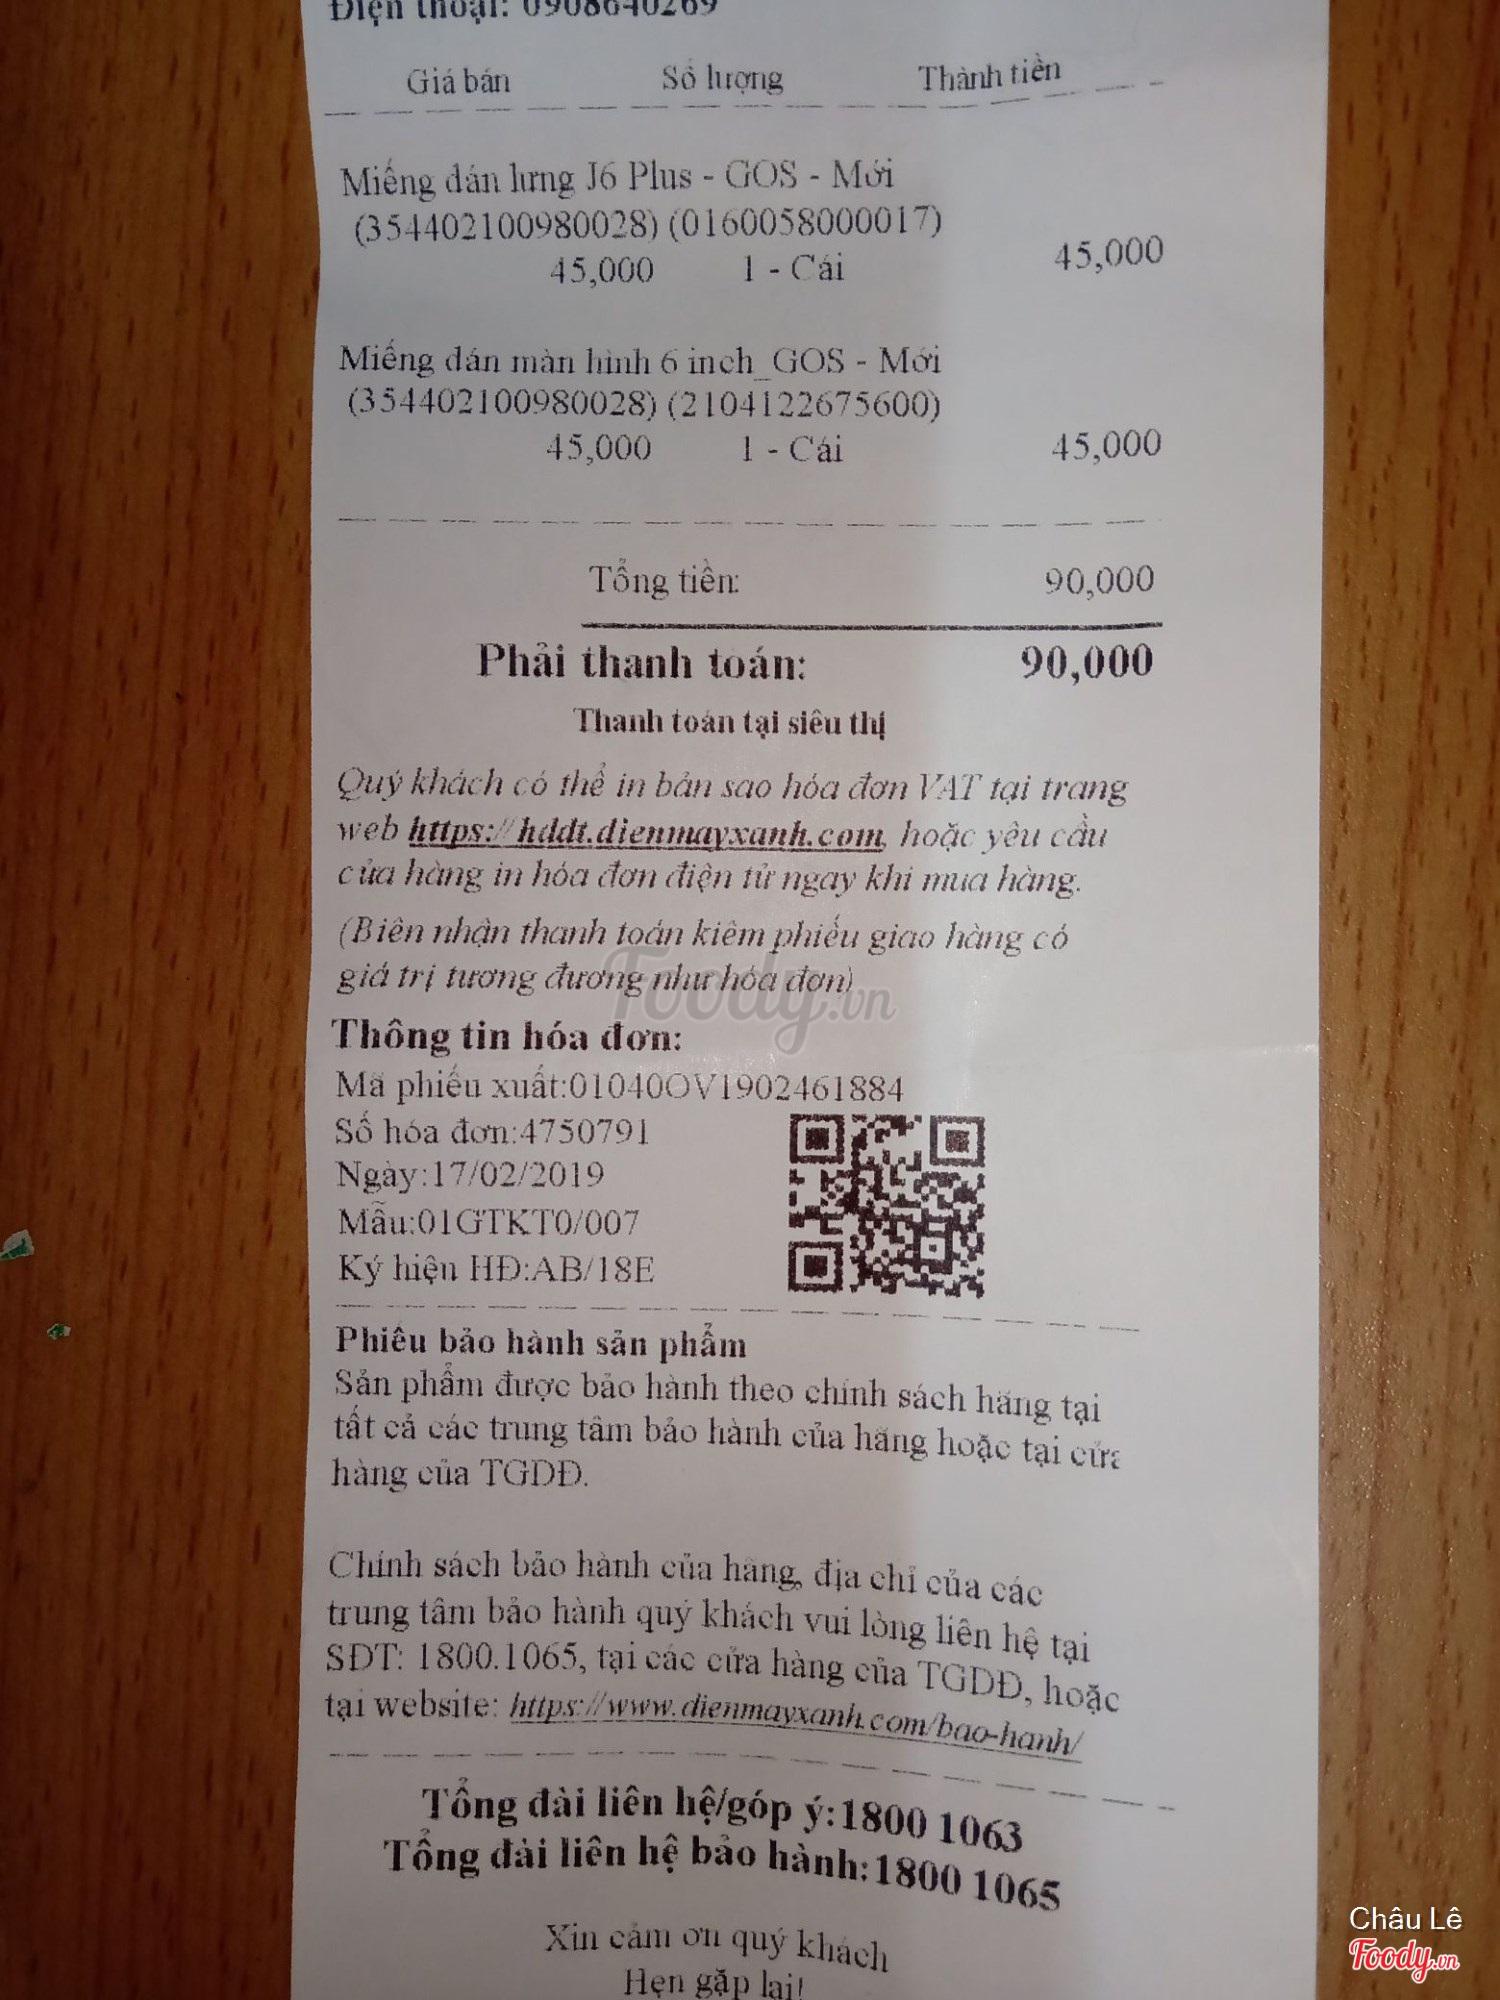 Điện thoại: 0908640269
Giá bán Số lượng Thành tiền
Miếng dán lưng J6 Plus - GOS - Mới
(354402100980028) (0160058000017)
45,000 1 - Cái 45,000
Miếng dán màn hình 6 inch_GOS - Mới
(354402100980028) (2104122675600)
45,000 1 - Cái 45,000
Tổng tiền: 90,000
Phải thanh toán: 90,000
Thanh toán tại siêu thị
Quý khách có thể in bản sao hóa đơn VAT tại trang
web https://hddt.dienmayxanh.com, hoặc yêu cầu
cửa hàng in hóa đơn điện tử ngay khi mua hàng.
(Biên nhận thanh toán kiêm phiếu giao hàng có
giá trị tương đương như hóa đơn)
Foody.vn
Thông tin hóa đơn:
Mã phiếu xuất:01040OV1902461884
Số hóa đơn:4750791
Ngày:17/02/2019
Mẫu:01GTKT0/007
Ký hiện HĐ:AB/18E
Phiếu bảo hành sản phẩm
Sản phẩm được bảo hành theo chính sách hãng tại
tất cả các trung tâm bảo hành của hãng hoặc tại cửa
hàng của TGDĐ.
Chính sách bảo hành của hãng, địa chỉ của các
trung tâm bảo hành quý khách vui lòng liên hệ tại
SĐT: 1800.1065, tại các cửa hàng của TGDĐ, hoặc
tại website: https://www.dienmayxanh.com/bao-hanh/
Tổng đài liên hệ/góp ý:1800 1063
Tổng đài liên hệ bảo hành:1800 1065
Xin cảm ơn quý khách
Hẹn gặp lại!
Châu Lê
Foody.vn